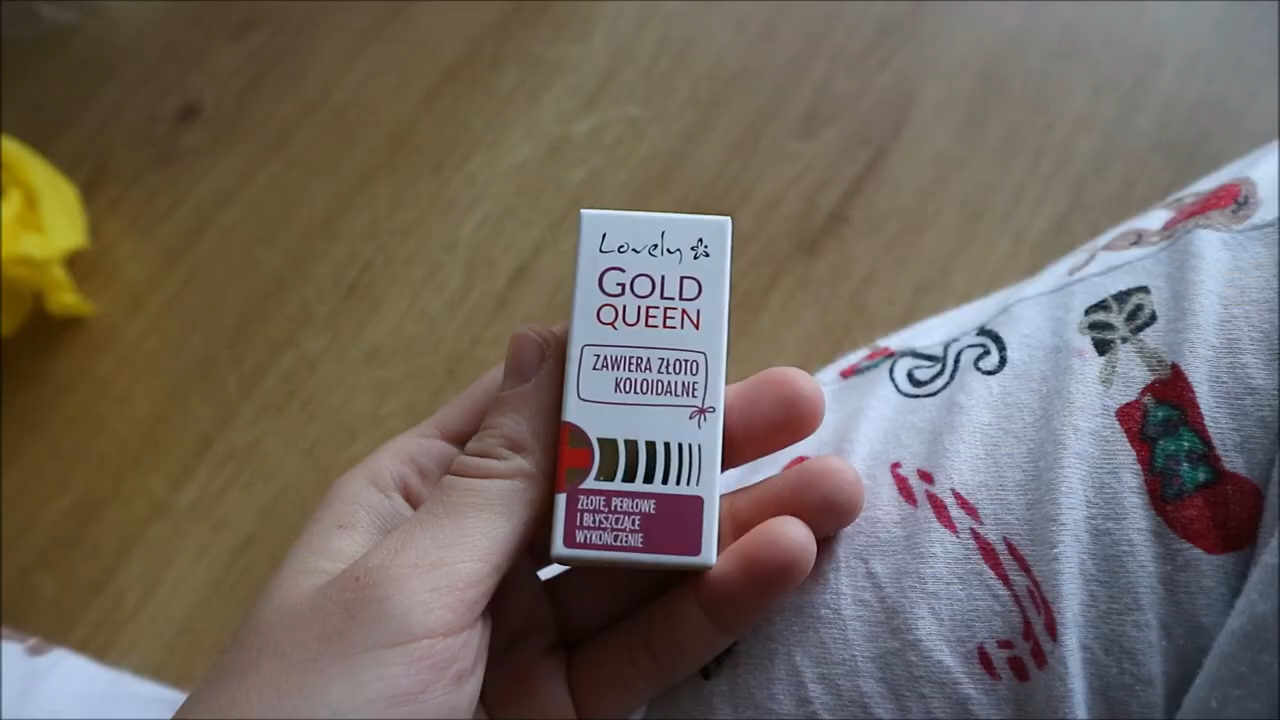 Lovely
GOLD
QUEEN
ZAWIERA ZŁOTO
KOLOIDALNE
ZŁOTE, PERŁOWE
I BŁYSZCZĄCE
WYKOŃCZENIE